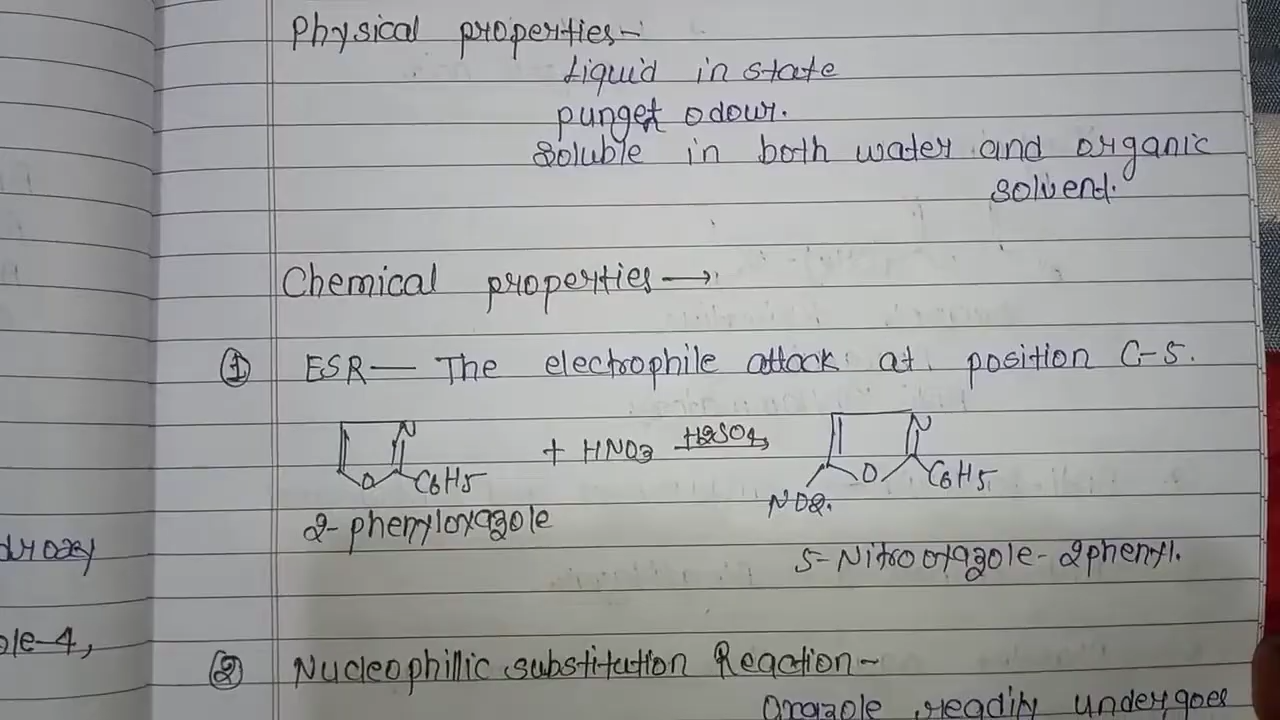 Physical properties-
Liquid in state
punget odour.
Soluble in both water and organic
solvent.
Chemical properties →
① ESR— The electrophile attack at position C-5.
N O C6H5 + HNO3 H2SO4 N O C6H5
NO2.
2-phenyloxazole
5-Nitrooxazole-2phenyl.
ole-4,
② Nucleophillic substitution Reaction-
Oxazole readily undergoes